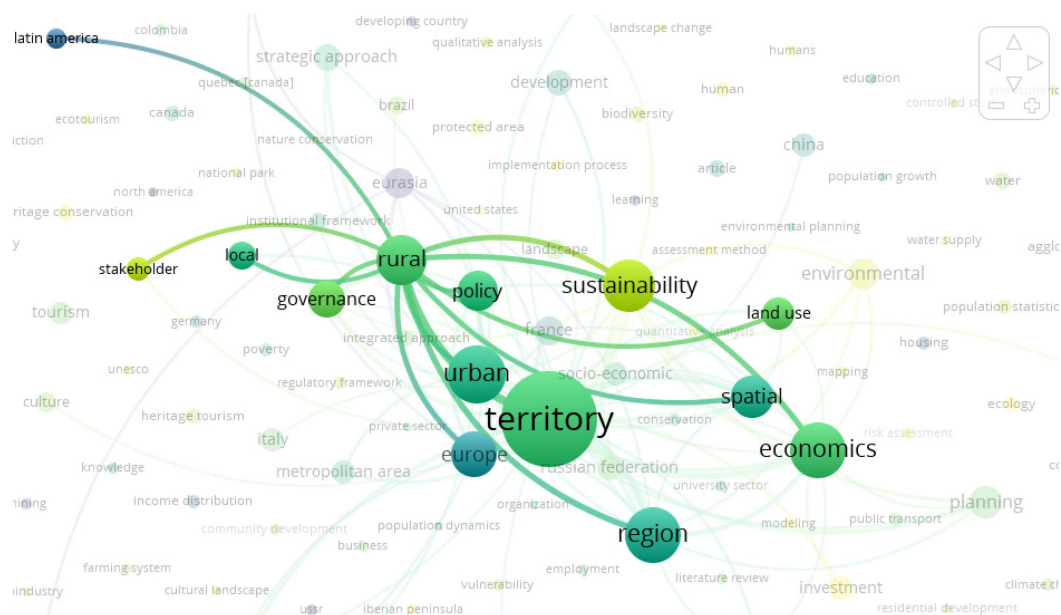 developing country
landscape change
colombia
latin america
qualitative analysis
humans
strategic approach
development
education
quebec [canada]
human
brazil
biodiversity
controlled st
canada
ecotourism
protected area
nature conservation
china
implementation process
article
national park
population growth
water
eurasia
north america
learning
united states
ritage conservation
institutional framework
environmental planning
landscape
assessment method
water supply
local
rural
stakeholder
sustainability
environmental
governance
policy
population statistic
tourism
land use
germany
france
quantitative analysis
integrated approach
housing
poverty
unesco
urban
socio-economic
mapping
regulatory framework
culture
spatial
ecology
heritage tourism
territory
conservation
private sector
risk assessment
italy
economics
europe
knowledge
metropolitan area
russian federation
university sector
income distribution
organization
planning
community development
population dynamics
region
modeling
public transport
business
farming system
employment
literature review
cultural landscape
vulnerability
investment
climate ch
ussr
iberian peninsula
residential development